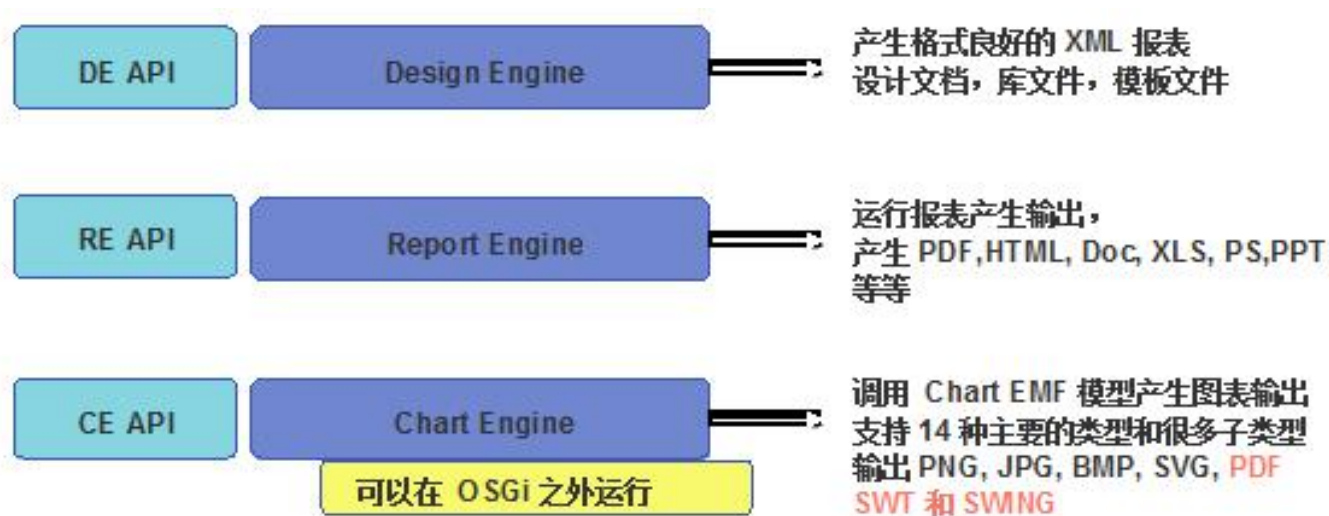 DE API
Design Engine
产生格式良好的 XML 报表
设计文档，库文件，模板文件
RE API
Report Engine
运行报表产生输出，
产生 PDF,HTML, Doc, XLS, PS,PPT
等等
CE API
Chart Engine
可以在 OSGi 之外运行
调用 Chart EMF 模型产生图表输出
支持 14 种主要的类型和很多子类型
输出 PNG, JPG, BMP, SVG, PDF
SWT 和 SWING